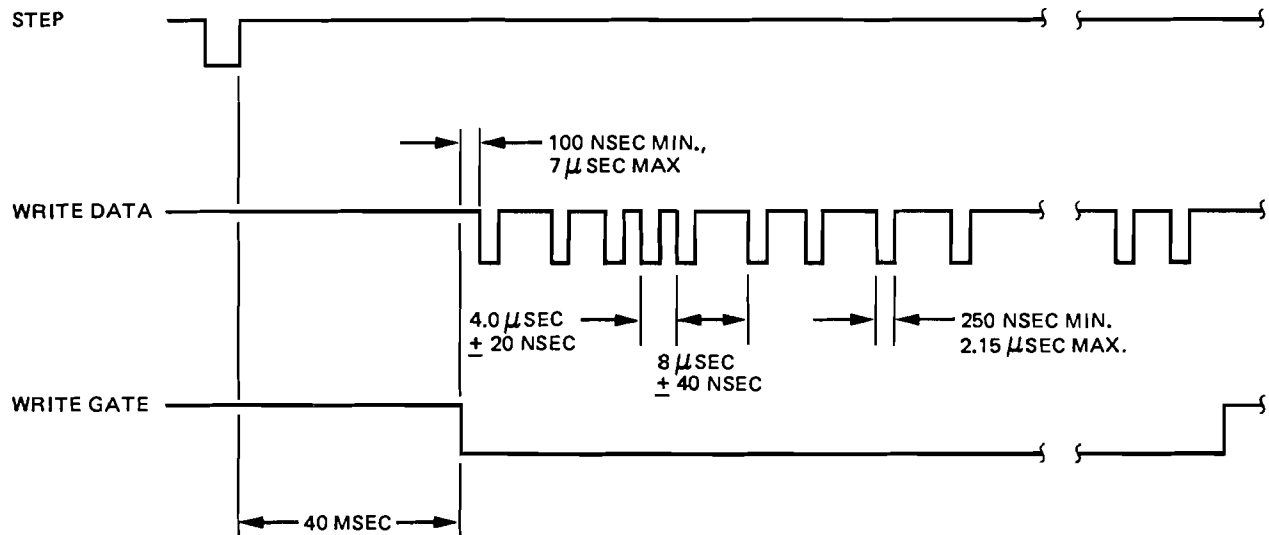 STEP
100 NSEC MIN.,
7 μSEC MAX
WRITE DATA
4.0 μSEC
± 20 NSEC
8 μSEC
± 40 NSEC
250 NSEC MIN.
2.15 μSEC MAX.
WRITE GATE
40 MSEC